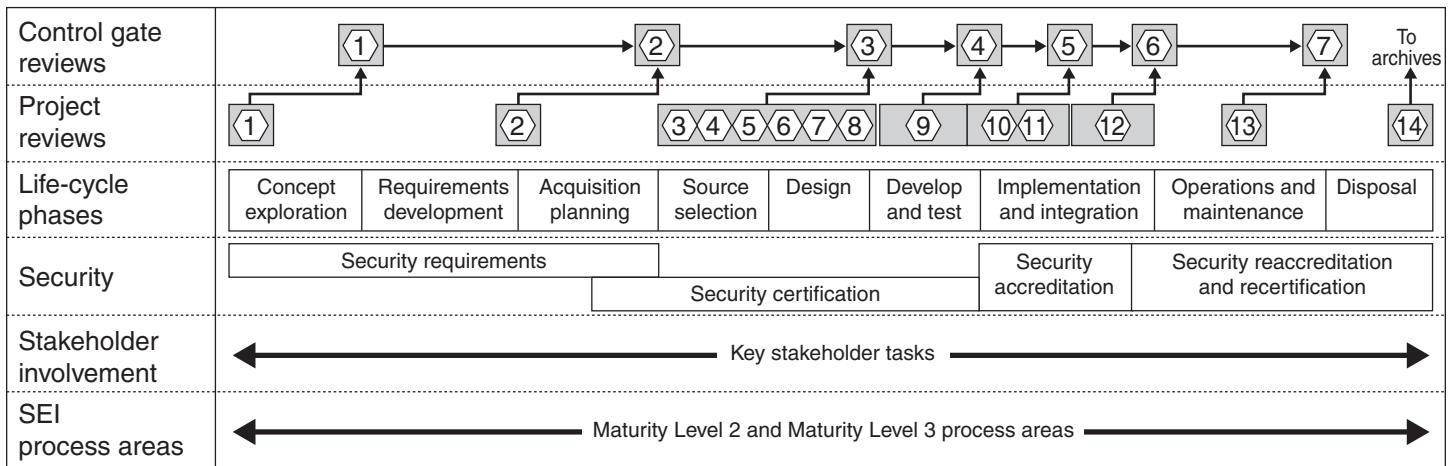 Control gate
reviews
1
2
3
4
5
6
7
To
archives
Project
reviews
1
2
3 4 5 6 7 8
9
10 11
12
13
14
Life-cycle
phases
Concept
exploration
Requirements
development
Acquisition
planning
Source
selection
Design
Develop
and test
Implementation
and integration
Operations and
maintenance
Disposal
Security
Security requirements
Security certification
Security
accreditation
Security reaccreditation
and recertification
Stakeholder
involvement
Key stakeholder tasks
SEI
process areas
Maturity Level 2 and Maturity Level 3 process areas